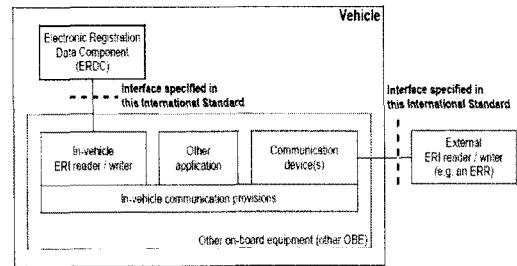 Vehicle
Electronic Registration
Data Component
(ERDC)
Interface specified in
this International Standard
Interface specified in
this International Standard
In-vehicle
ERI reader / writer
Other
application
Communication
device(s)
External
ERI reader / writer
(e.g. an ERR)
In-vehicle communication provisions
Other on-board equipment (other OBE)